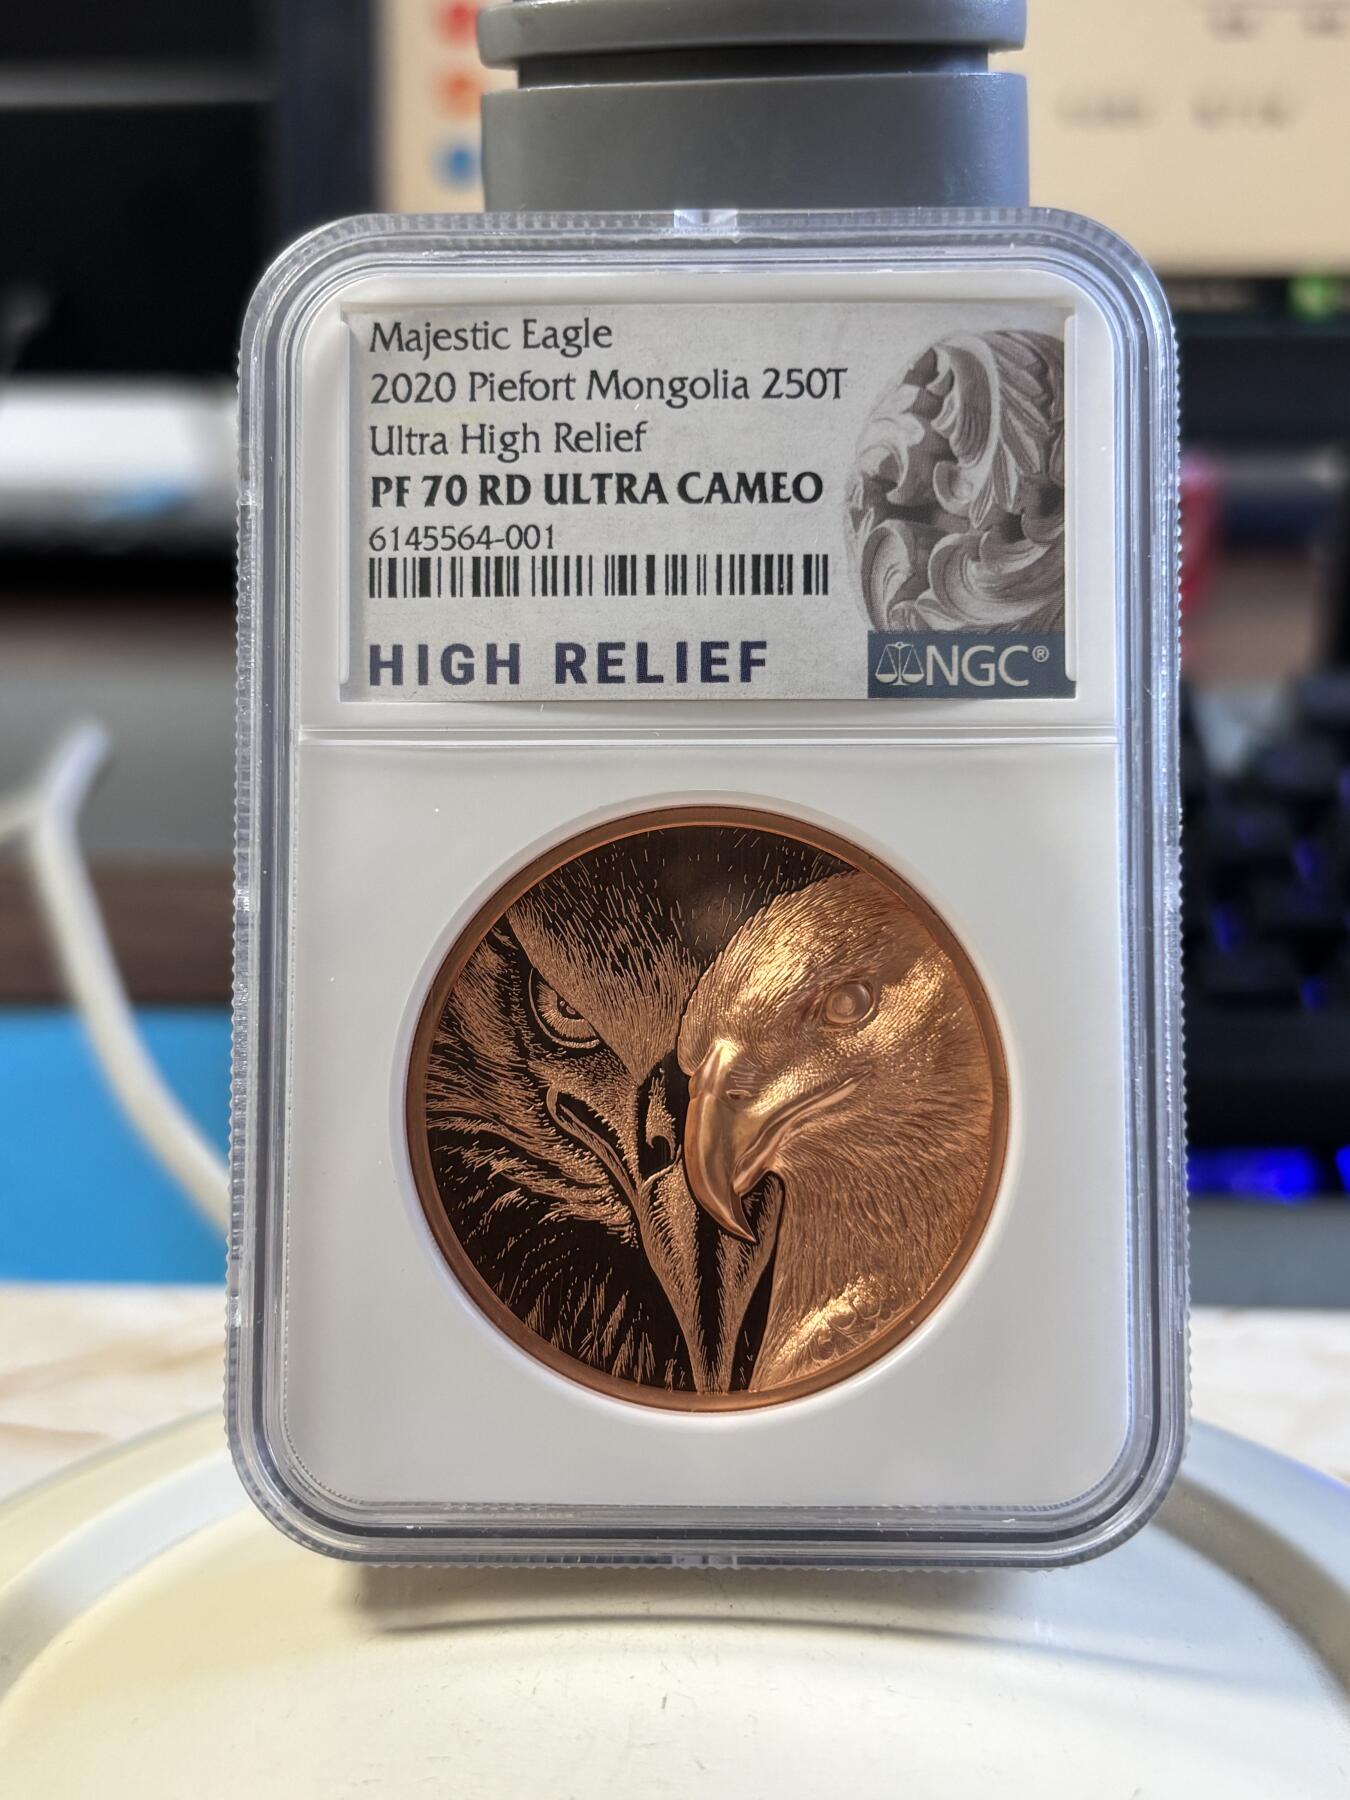 Majestic Eagle
2020 Piefort Mongolia 250T
Ultra High Relief
PF 70 RD ULTRA CAMEO
6145564-001
HIGH RELIEF
NGC®